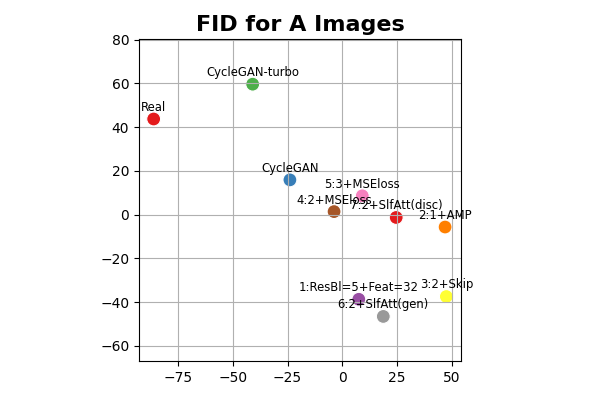 FID for A Images
80
60
40
20
0
−20
−40
−60
CycleGAN-turbo
Real
CycleGAN
5:3+MSEloss
4:2+MSEloss
7:2+SlfAtt(disc)
2:1+AMP
1:ResBl=5+Feat=32
3:2+Skip
6:2+SlfAtt(gen)
−75 −50 −25 0 25 50